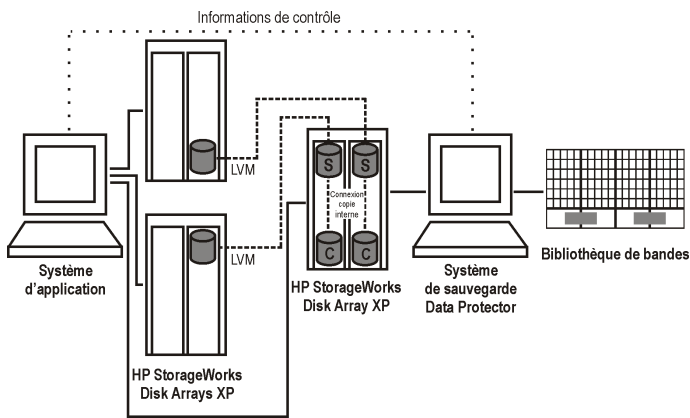 Informations de contrôle
LVM
S
S
Connexion
copie
interne
C
C
LVM
Système
d'application
HP StorageWorks
Disk Arrays XP
HP StorageWorks
Disk Array XP
Système
de sauvegarde
Data Protector
Bibliothèque de bandes